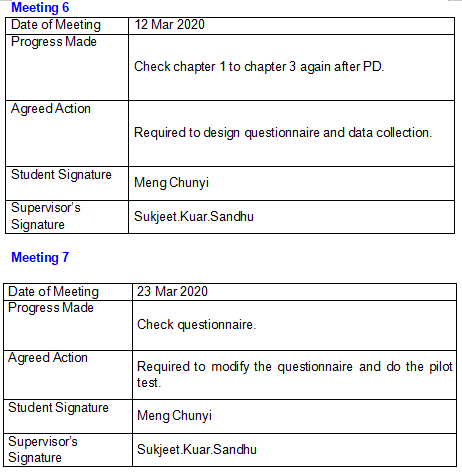 Meeting 6
Date of Meeting 12 Mar 2020
Progress Made
Check chapter 1 to chapter 3 again after PD.
Agreed Action
Required to design questionnaire and data collection.
Student Signature
Meng Chunyi
Supervisor's
Signature
Sukjeet.Kuar.Sandhu
Meeting 7
Date of Meeting 23 Mar 2020
Progress Made
Check questionnaire.
Agreed Action
Required to modify the questionnaire and do the pilot
test.
Student Signature
Meng Chunyi
Supervisor's
Signature
Sukjeet.Kuar.Sandhu